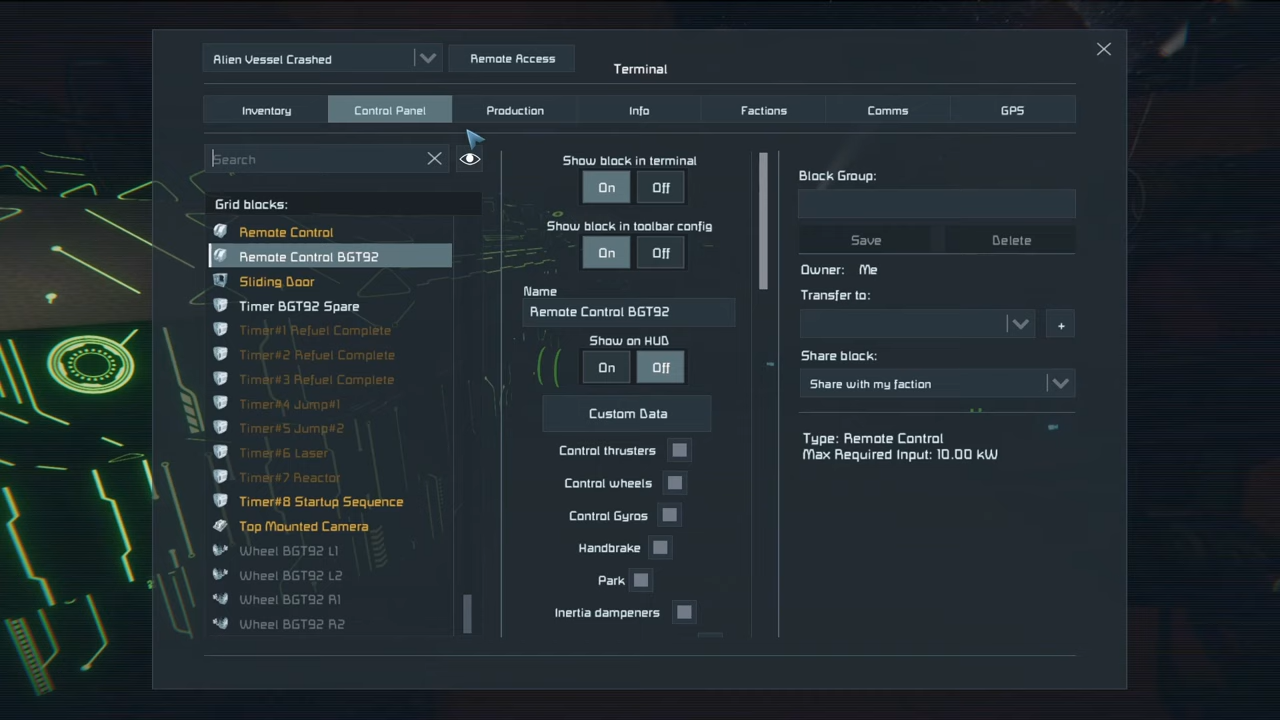 Alien Vessel Crashed
Remote Access
Terminal
Inventory
Control Panel
Production
Info
Factions
Comms
GPS
Search
Grid blocks:
Remote Control
Remote Control BGT92
Sliding Door
Timer BGT92 Spare
Timer#1 Refuel Complete
Timer#2 Refuel Complete
Timer#3 Refuel Complete
Timer#4 Jump#1
Timer#5 Jump#2
Timer#6 Laser
Timer#7 Reactor
Timer#8 Startup Sequence
Top Mounted Camera
Wheel BGT92 L1
Wheel BGT92 L2
Wheel BGT92 R1
Wheel BGT92 R2
Show block in terminal
On Off
Show block in toolbar config
On Off
Name
Remote Control BGT92
Show on HUD
On Off
Custom Data
Control thrusters
Control wheels
Control Gyros
Handbrake
Park
Inertia dampeners
Block Group:
Save Delete
Owner: Me
Transfer to:
+
Share block:
Share with my faction
Type: Remote Control
Max Required Input: 10.00 kW